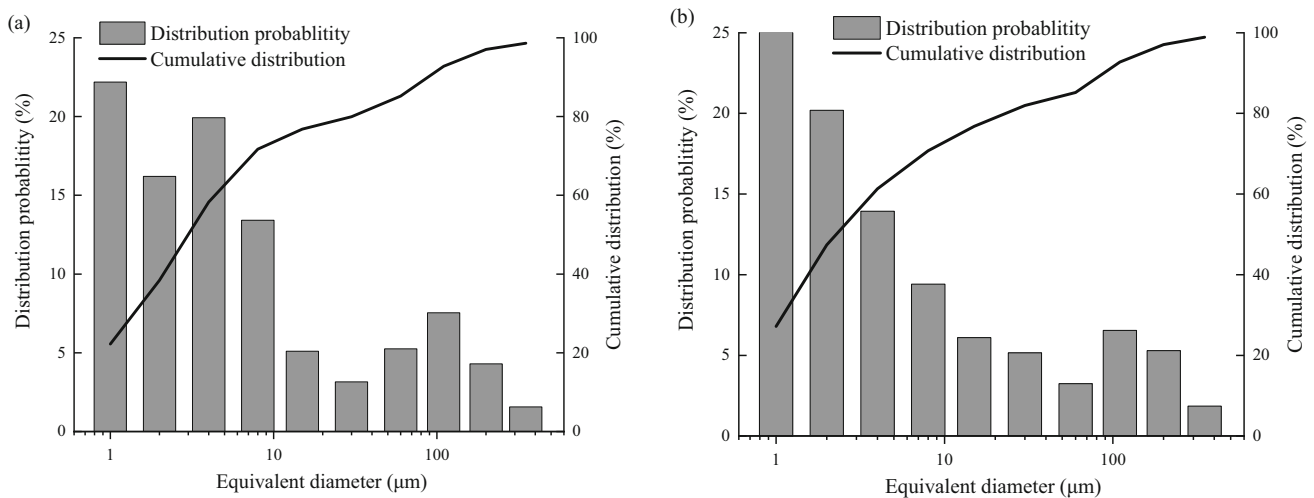 (a)
Distribution probablitity
Cumulative distribution
25
20
15
10
5
0
Distribution probablitity (%)
100
80
60
40
20
0
Cumulative distribution (%)
1
10
100
Equivalent diameter (μm)
(b)
Distribution probablitity
Cumulative distribution
25
20
15
10
5
0
Distribution probablitity (%)
100
80
60
40
20
0
Cumulative distribution (%)
1
10
100
Equivalent diameter (μm)